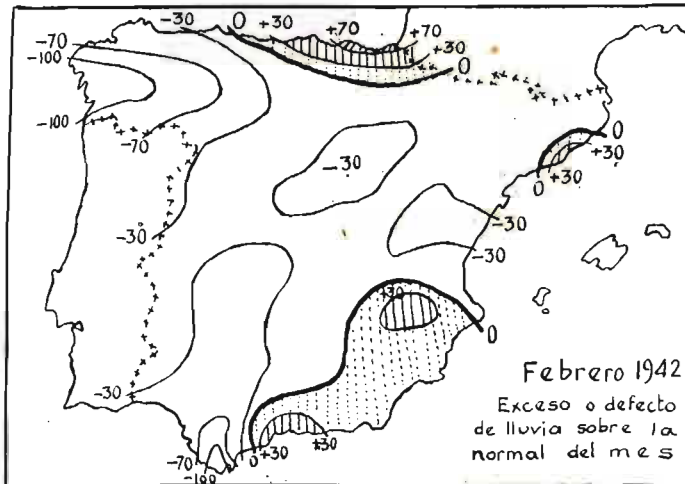 -30 0 +30 +70 +70
-70 +30
-100 0
-100 -70 0
-30 +30
0 +30
-30
-30 -30
+30
0
Febrero 1942
-30 Exceso o defecto
de lluvia sobre la
-70 0 +30 +30 normal del mes
-100